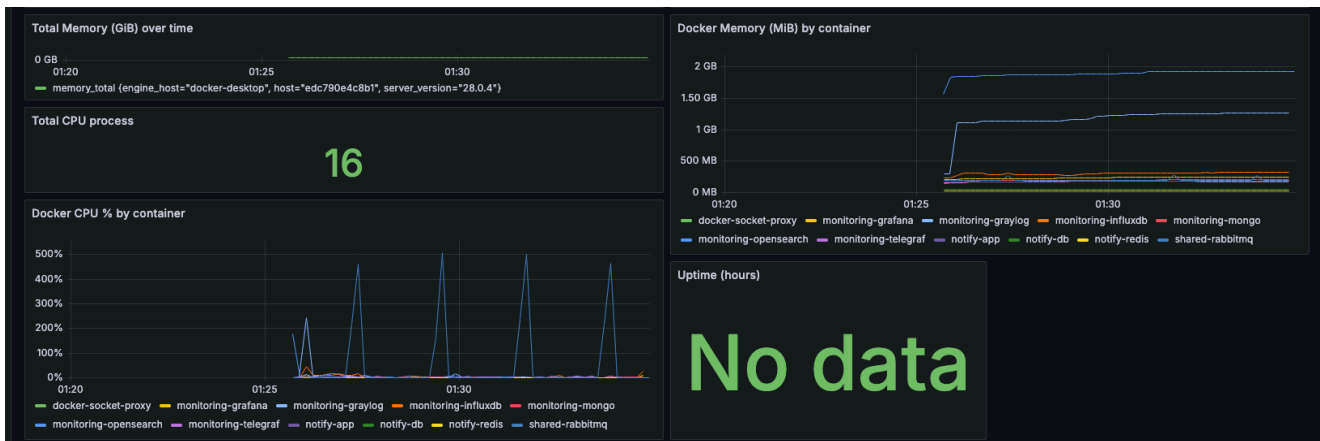 Total Memory (GiB) over time
0 GB
01:20 01:25 01:30
memory_total {engine_host="docker-desktop", host="edc790e4c8b1", server_version="28.0.4"}
Total CPU process
16
Docker CPU % by container
500%
400%
300%
200%
100%
0%
01:20 01:25 01:30
docker-socket-proxy monitoring-grafana monitoring-graylog monitoring-influxdb monitoring-mongo
monitoring-opensearch monitoring-telegraf notify-app notify-db notify-redis shared-rabbitmq
Docker Memory (MiB) by container
2 GB
1.50 GB
1 GB
500 MB
0 MB
01:20 01:25 01:30
docker-socket-proxy monitoring-grafana monitoring-graylog monitoring-influxdb monitoring-mongo
monitoring-opensearch monitoring-telegraf notify-app notify-db notify-redis shared-rabbitmq
Uptime (hours)
No data